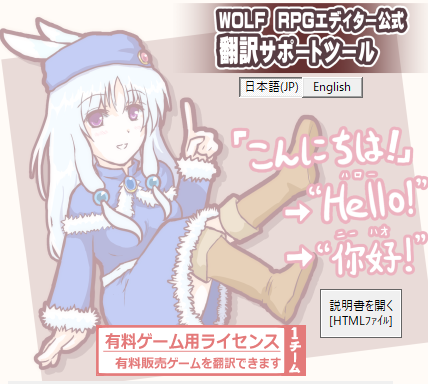 WOLF RPGエディター公式
翻訳サポートツール
日本語(JP) English
「こんにちは!」
ハロー
→"Hello!"
ニー ハオ
→"你好!"
説明書を開く
[HTMLファイル]
有料ゲーム用ライセンス
有料販売ゲームを翻訳できます
1チーム